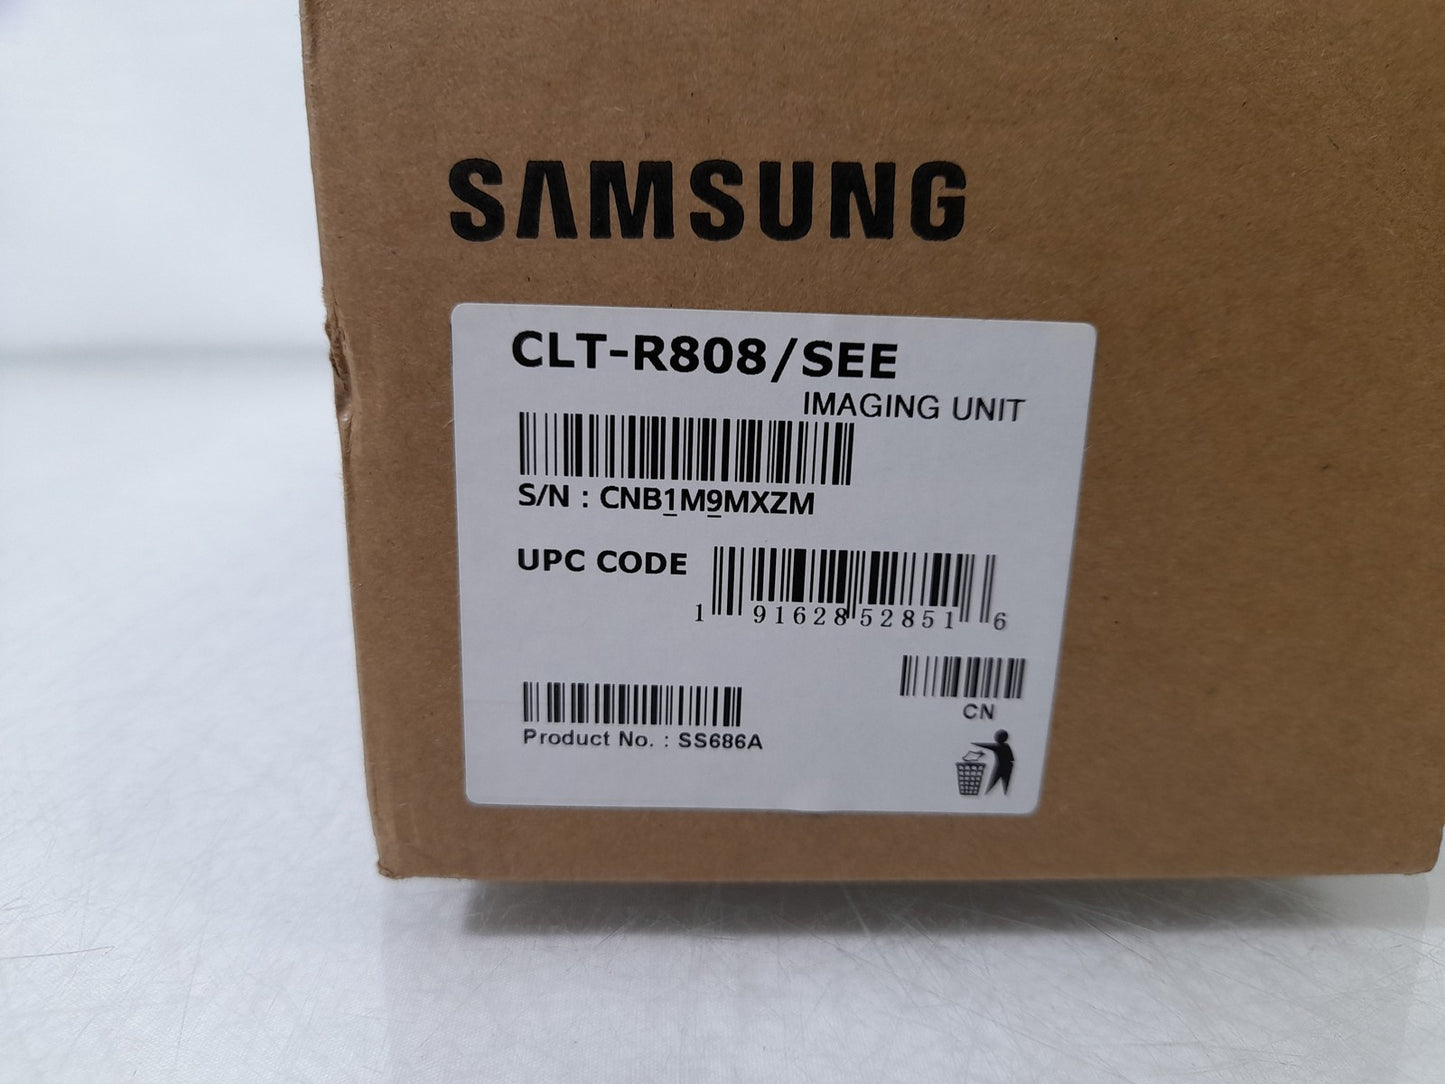 SAMSUNG
CLT-R808/SEE
IMAGING UNIT
S/N : CNB1M9MXZM
UPC CODE
1 91628 52851 6
CN
Product No. : SS686A